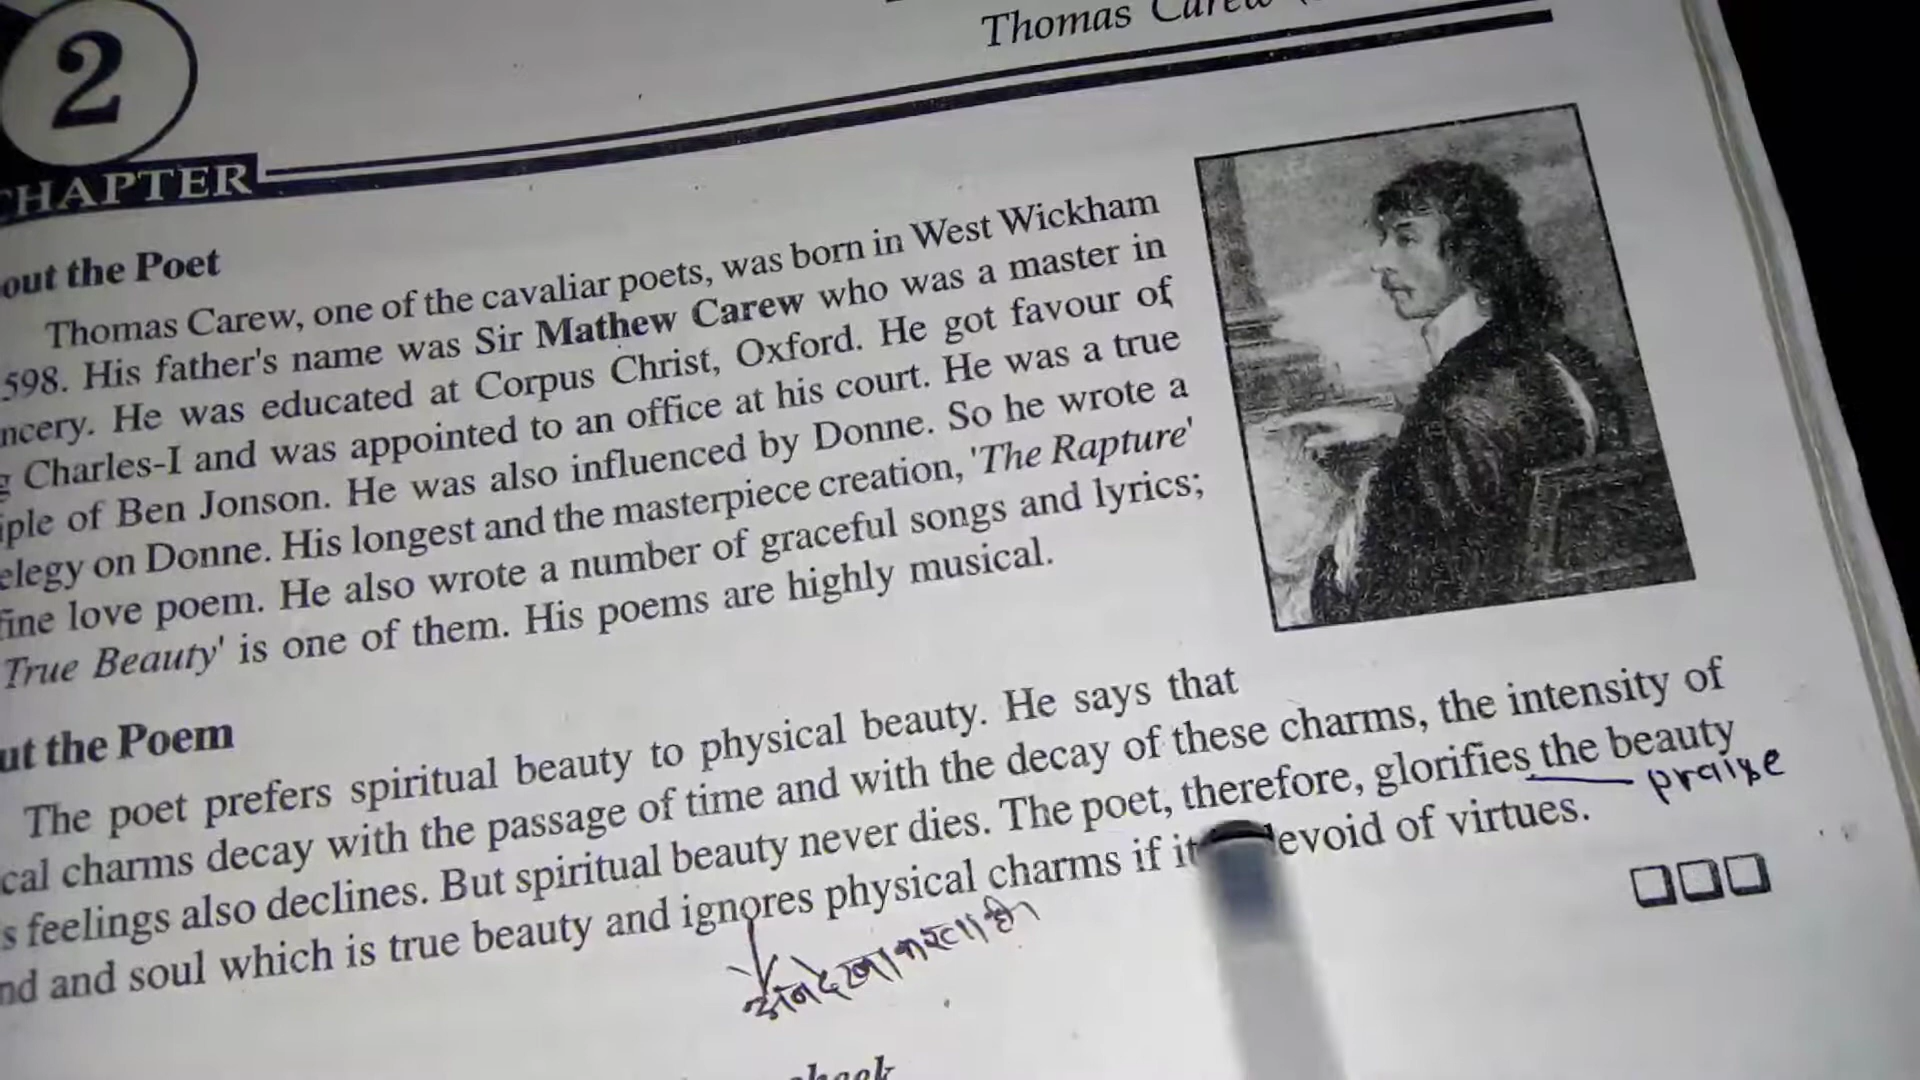 Thomas Carew
2
CHAPTER
out the Poet
Thomas Carew, one of the cavaliar poets, was born in West Wickham
598. His father's name was Sir Mathew Carew who was a master in
ncery. He was educated at Corpus Christ, Oxford. He got favour of
g Charles-I and was appointed to an office at his court. He was a true
iple of Ben Jonson. He was also influenced by Donne. So he wrote a
elegy on Donne. His longest and the masterpiece creation, 'The Rapture'
fine love poem. He also wrote a number of graceful songs and lyrics;
True Beauty' is one of them. His poems are highly musical.
ut the Poem
The poet prefers spiritual beauty to physical beauty. He says that
cal charms decay with the passage of time and with the decay of these charms, the intensity of
s feelings also declines. But spiritual beauty never dies. The poet, therefore, glorifies the beauty
praise
nd and soul which is true beauty and ignores physical charms if it devoid of virtues.
अनदेखा करता है